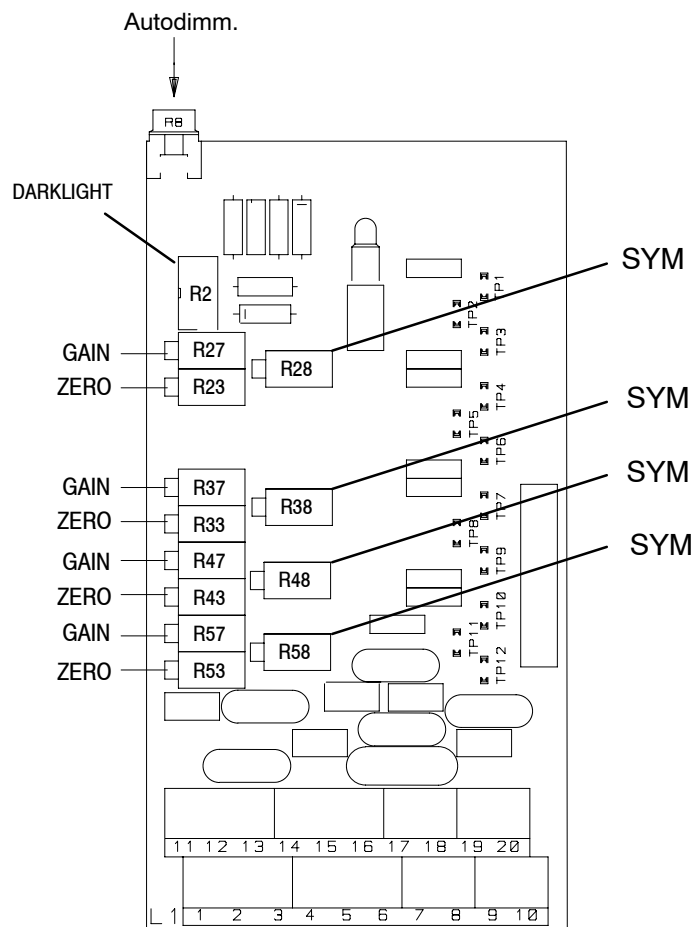 Autodimm.
R8
DARKLIGHT
R2
SYM
TP1
TP2
TP3
GAIN R27
R28
ZERO R23
TP4
SYM
TP5
TP6
GAIN R37
SYM
R38
TP7
ZERO R33
TP8
GAIN R47
SYM
TP9
R48
ZERO R43
TP10
GAIN R57
TP11
R58
ZERO R53
TP12
11 12 13 14 15 16 17 18 19 20
L1 1 2 3 4 5 6 7 8 9 10